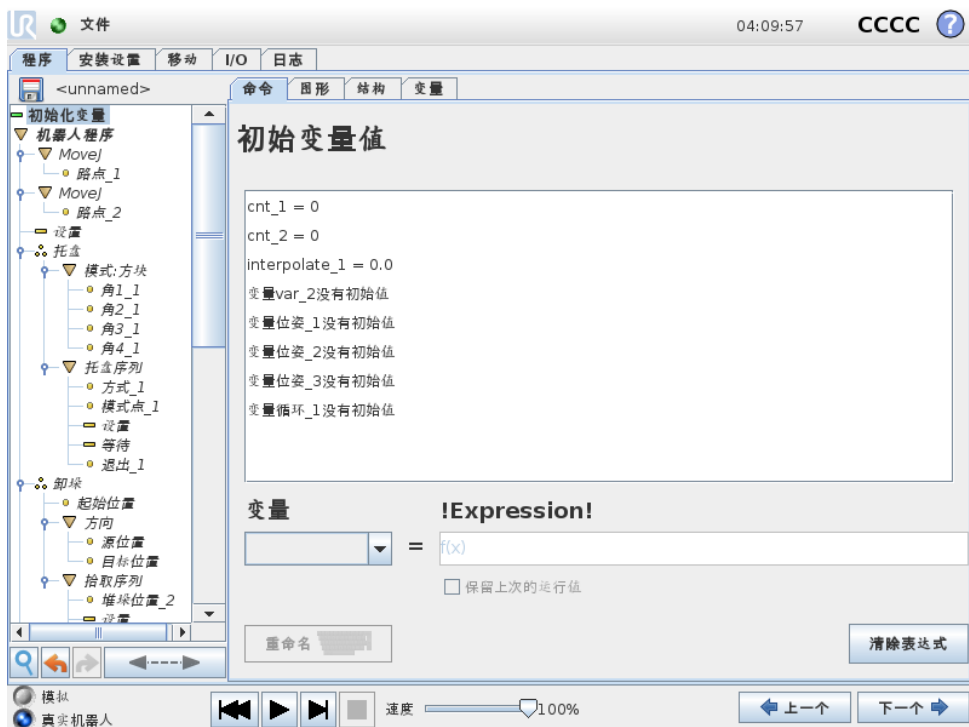 UR 文件 04:09:57 CCCC ?
程序 安装设置 移动 I/O 日志
<unnamed> 命令 图形 结构 变量
初始化变量
机器人程序
MoveJ
路点_1
MoveJ
路点_2
设置
托盘
模式:方块
角1_1
角2_1
角3_1
角4_1
托盘序列
方式_1
模式点_1
设置
等待
退出_1
卸垛
起始位置
方向
源位置
目标位置
拾取序列
堆垛位置_2
设置
初始变量值
cnt_1 = 0
cnt_2 = 0
interpolate_1 = 0.0
变量var_2没有初始值
变量位姿_1没有初始值
变量位姿_2没有初始值
变量位姿_3没有初始值
变量循环_1没有初始值
变量 !Expression!
= f(x)
保留上次的运行值
重命名 清除表达式
模拟
真实机器人
速度 100% 上一个 下一个